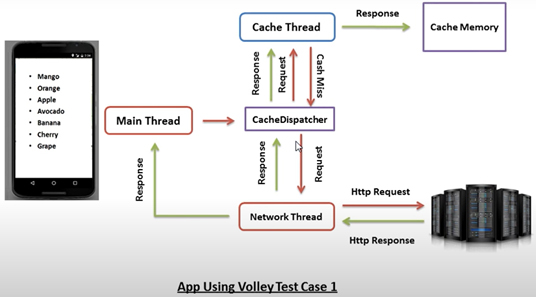 Cache Thread
Response
Cache Memory
Response
Request
Cash Miss
Mango
Orange
Apple
Avocado
Banana
Cherry
Grape
Main Thread
CacheDispatcher
Response
Request
Response
Network Thread
Http Request
Http Response
App Using Volley Test Case 1